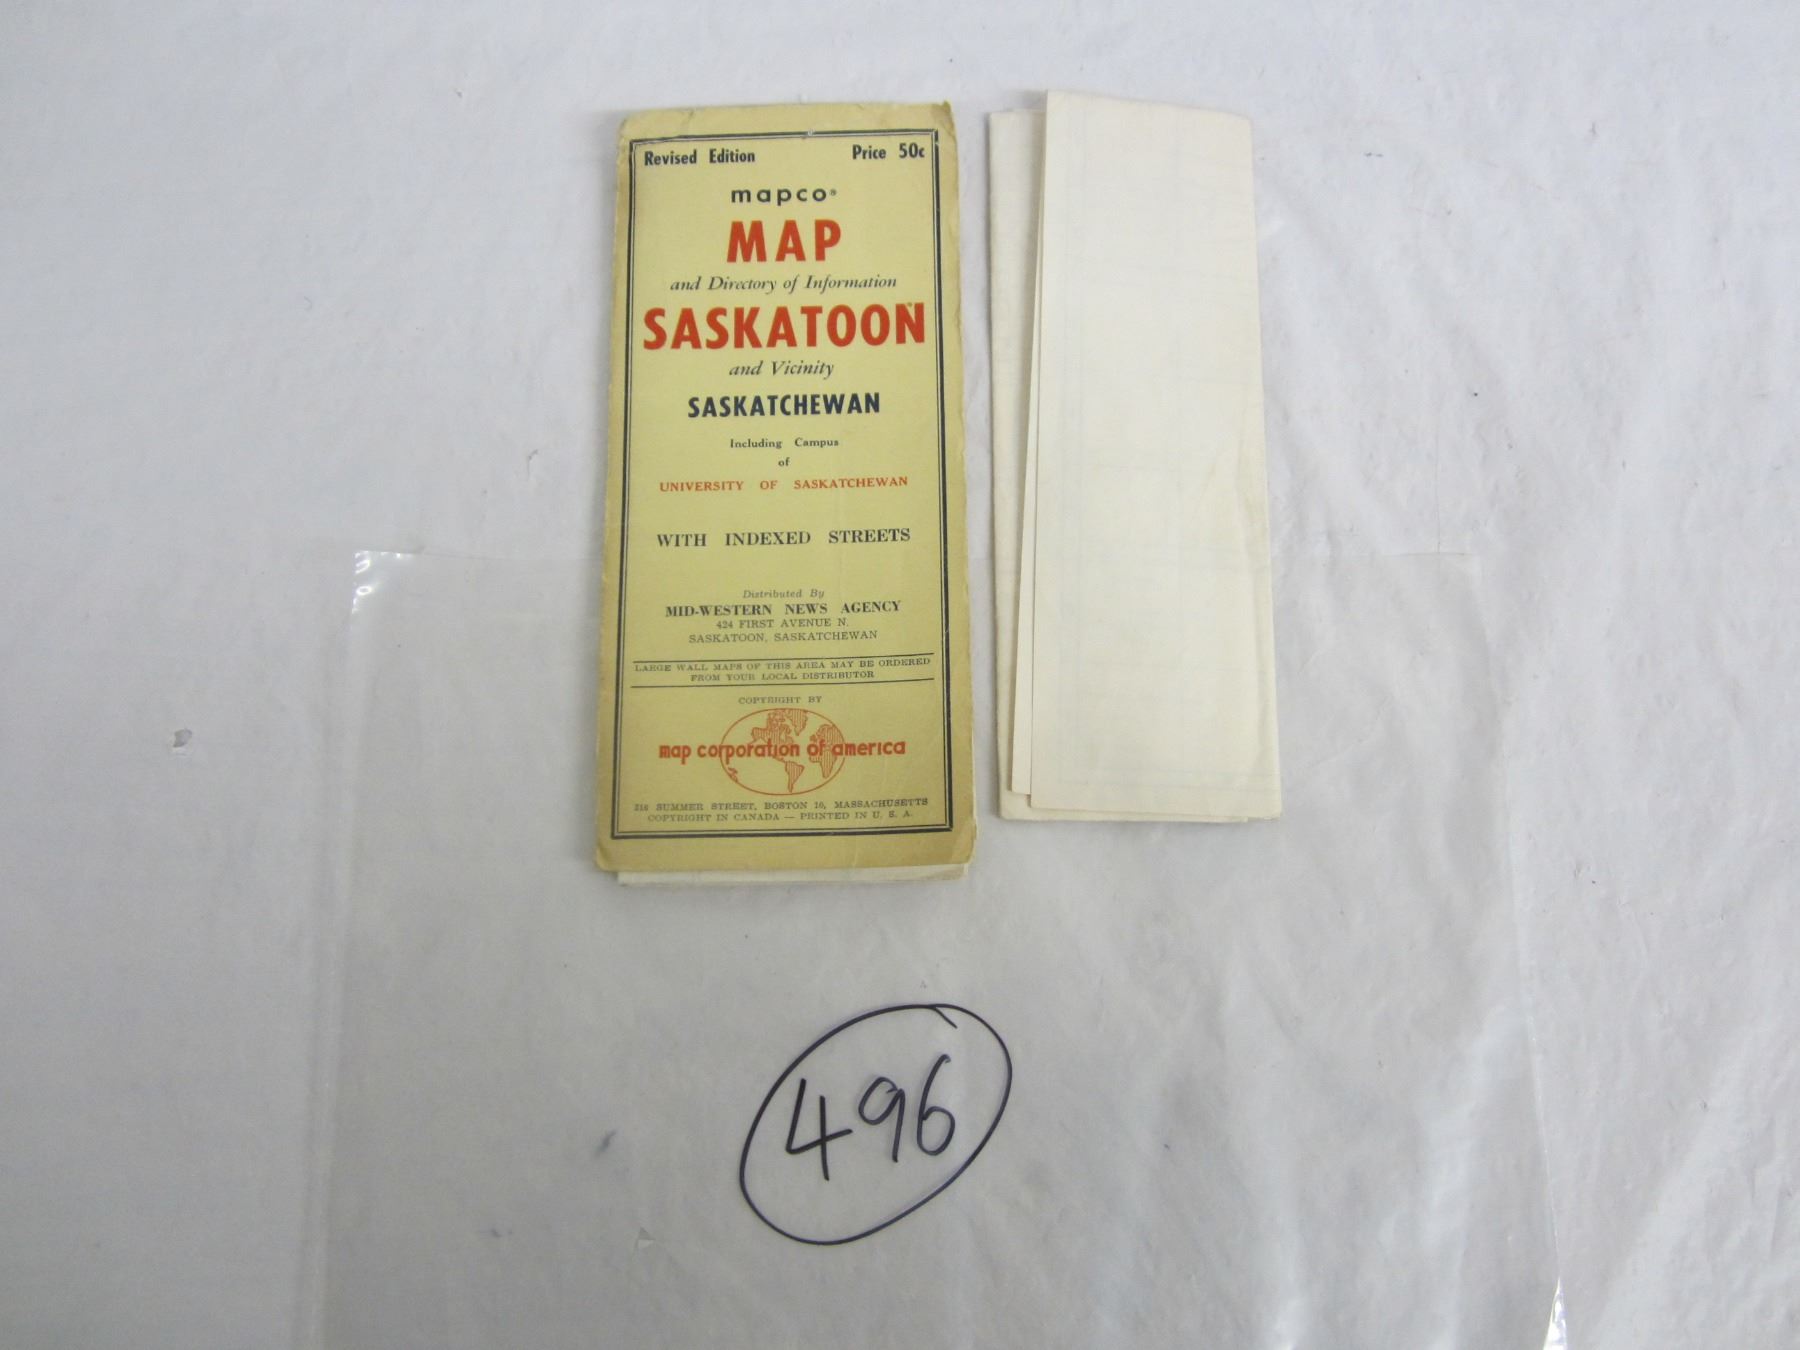 Revised Edition Price 50c
mapco®
MAP
and Directory of Information
SASKATOON
and Vicinity
SASKATCHEWAN
Including Campus
of
UNIVERSITY OF SASKATCHEWAN
WITH INDEXED STREETS
Distributed By
MID-WESTERN NEWS AGENCY
424 FIRST AVENUE N.
SASKATOON, SASKATCHEWAN
LARGE WALL MAPS OF THIS AREA MAY BE ORDERED
FROM YOUR LOCAL DISTRIBUTOR
COPYRIGHT BY
map corporation of america
316 SUMMER STREET, BOSTON 10, MASSACHUSETTS
COPYRIGHT IN CANADA — PRINTED IN U. S. A.
496